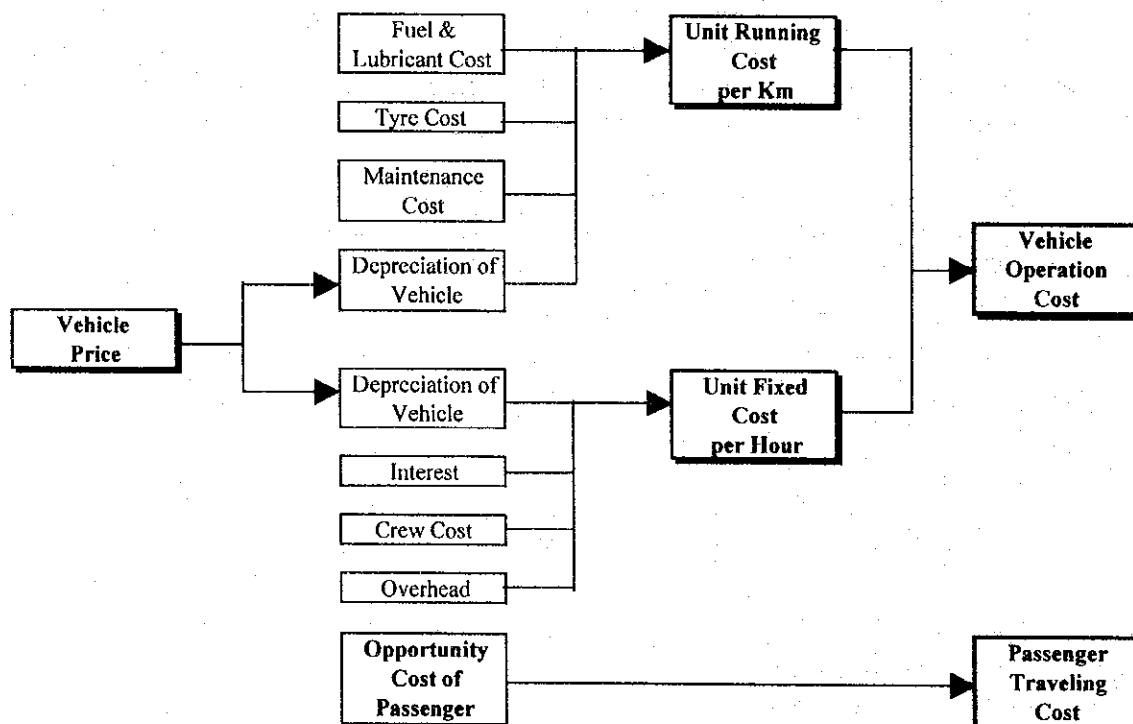 Fuel &
Lubricant Cost
Tyre Cost
Maintenance
Cost
Depreciation of
Vehicle
Vehicle
Price
Depreciation of
Vehicle
Interest
Crew Cost
Overhead
Opportunity
Cost of
Passenger
Unit Running
Cost
per Km
Unit Fixed
Cost
per Hour
Vehicle
Operation
Cost
Passenger
Traveling
Cost